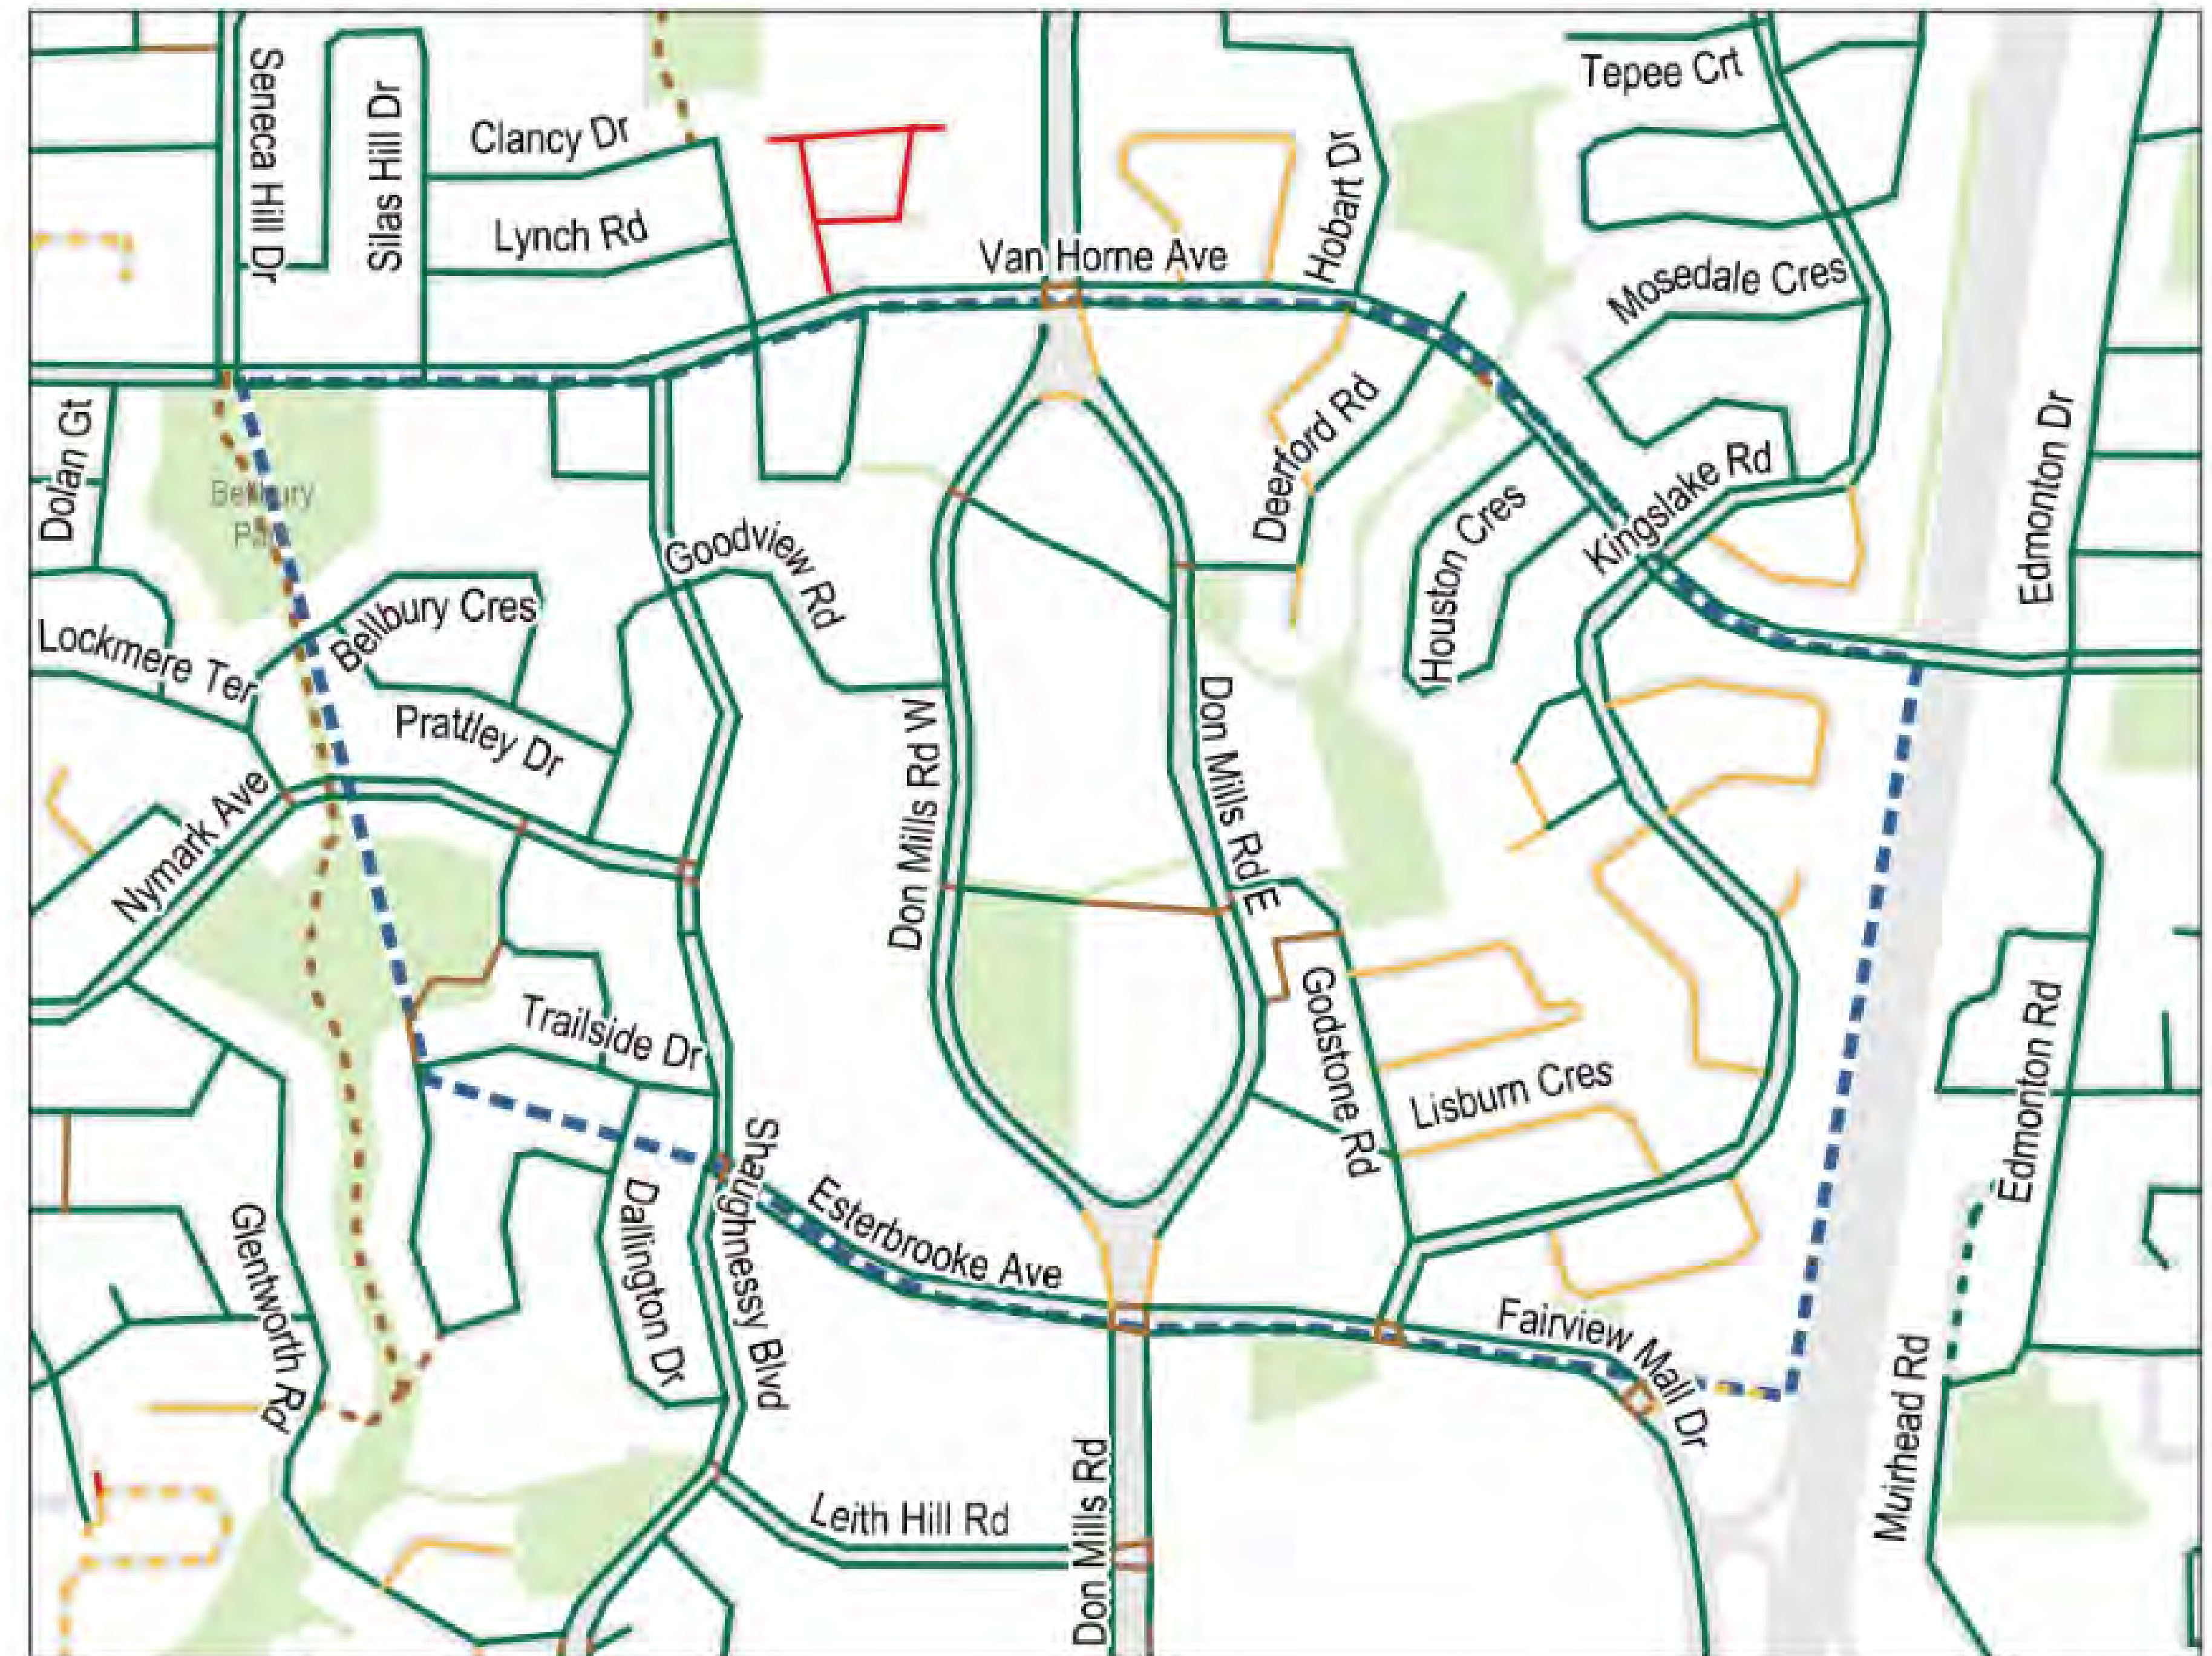 Tepee Crt
Seneca Hill Dr
Silas Hill Dr
Clancy Dr
Hobart Dr
Lynch Rd
Van Horne Ave
Mosedale Cres
Dolan Gt
Deerford Rd
Edmonton Dr
Kingslake Rd
Bellbury
Park
Houston Cres
Goodview Rd
Bellbury Cres
Lockmere Ter
Prattley Dr
Don Mills Rd W
Don Mills Rd E
Nymark Ave
Godstone Rd
Trailside Dr
Edmonton Rd
Lisburn Cres
Shaughnessy Blvd
Esterbrooke Ave
Dallington Dr
Glentworth Rd
Fairview Mall Dr
Muirhead Rd
Leith Hill Rd
Don Mills Rd